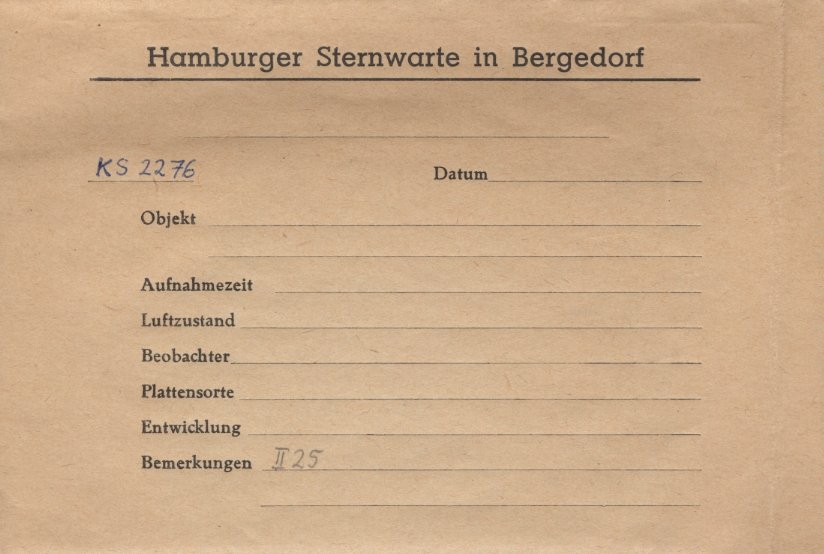 Hamburger Sternwarte in Bergedorf
KS 2276 Datum
Objekt
Aufnahmezeit
Luftzustand
Beobachter
Plattensorte
Entwicklung
Bemerkungen II 25